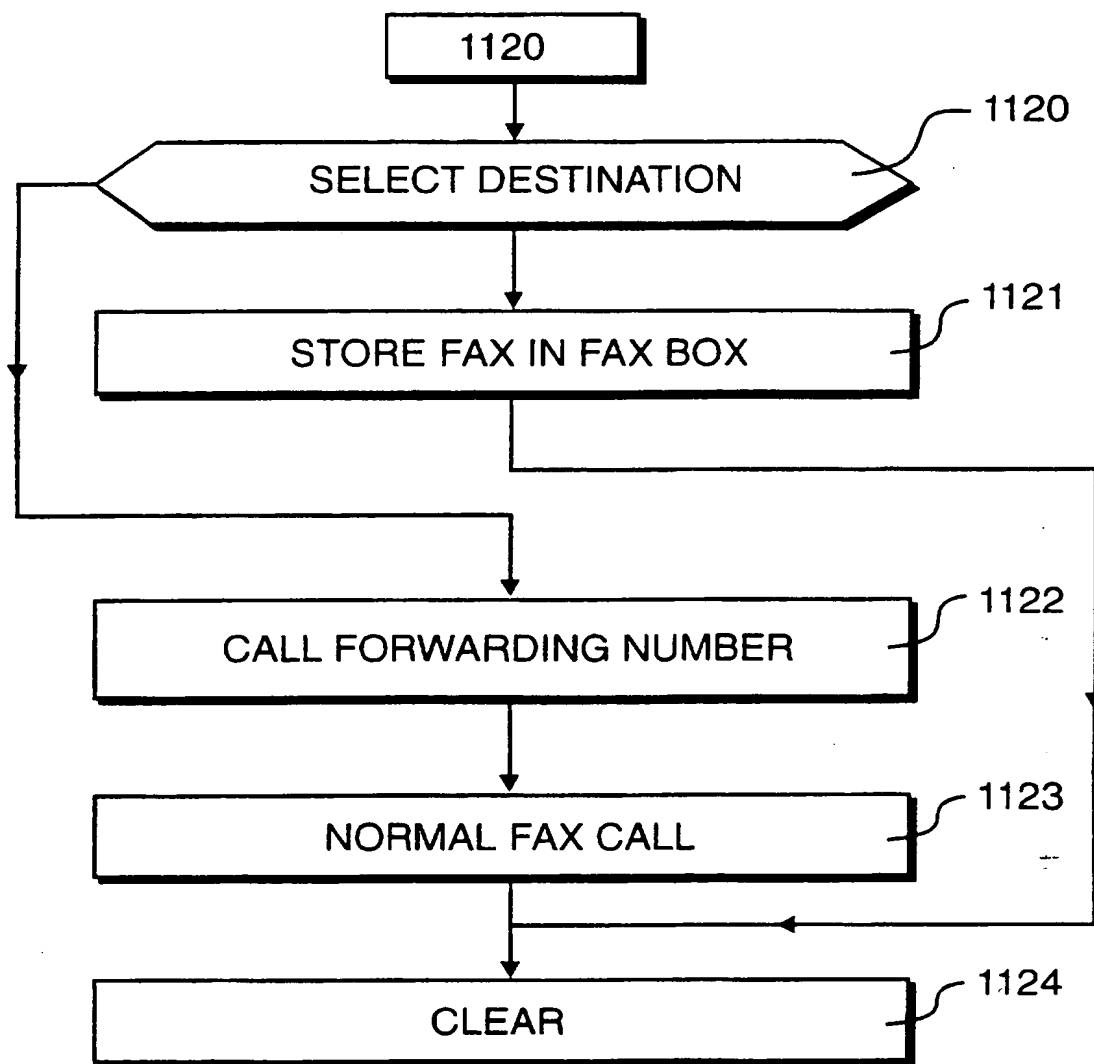 1120
1120
SELECT DESTINATION
1121
STORE FAX IN FAX BOX
1122
CALL FORWARDING NUMBER
1123
NORMAL FAX CALL
1124
CLEAR